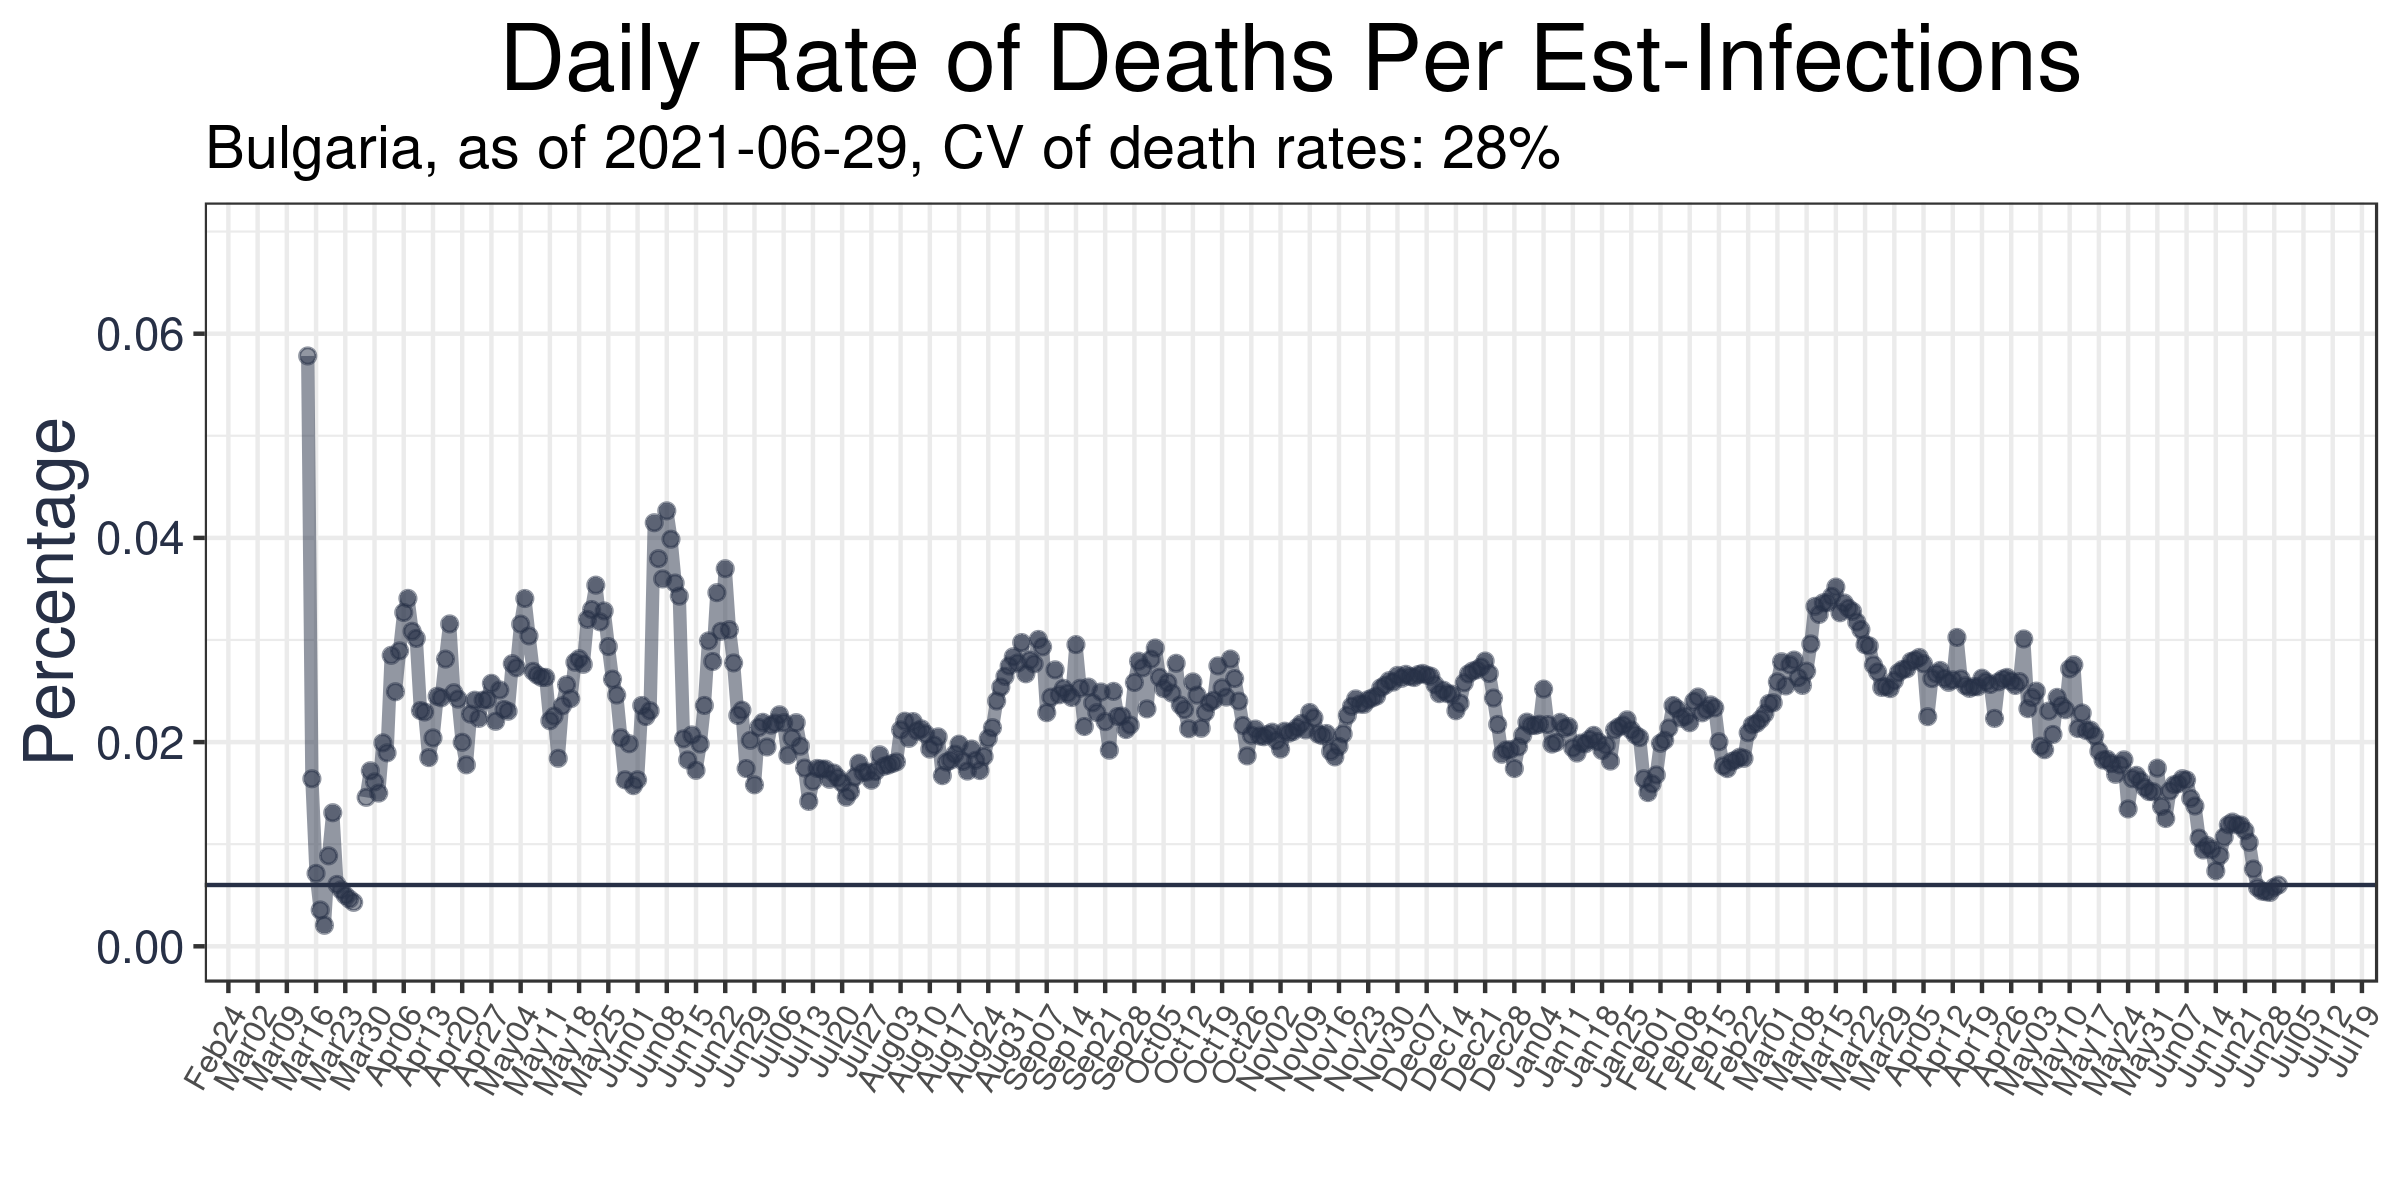 Daily Rate of Deaths Per Est-Infections
Bulgaria, as of 2021-06-29, CV of death rates: 28%
Percentage
0.06
0.04
0.02
0.00
Feb24
Mar02
Mar09
Mar16
Mar23
Mar30
Apr06
Apr13
Apr20
Apr27
May04
May11
May18
May25
Jun01
Jun08
Jun15
Jun22
Jun29
Jul06
Jul13
Jul20
Jul27
Aug03
Aug10
Aug17
Aug24
Aug31
Sep07
Sep14
Sep21
Sep28
Oct05
Oct12
Oct19
Oct26
Nov02
Nov09
Nov16
Nov23
Nov30
Dec07
Dec14
Dec21
Dec28
Jan04
Jan11
Jan18
Jan25
Feb01
Feb08
Feb15
Feb22
Mar01
Mar08
Mar15
Mar22
Mar29
Apr05
Apr12
Apr19
Apr26
May03
May10
May17
May24
May31
Jun07
Jun14
Jun21
Jun28
Jul05
Jul12
Jul19